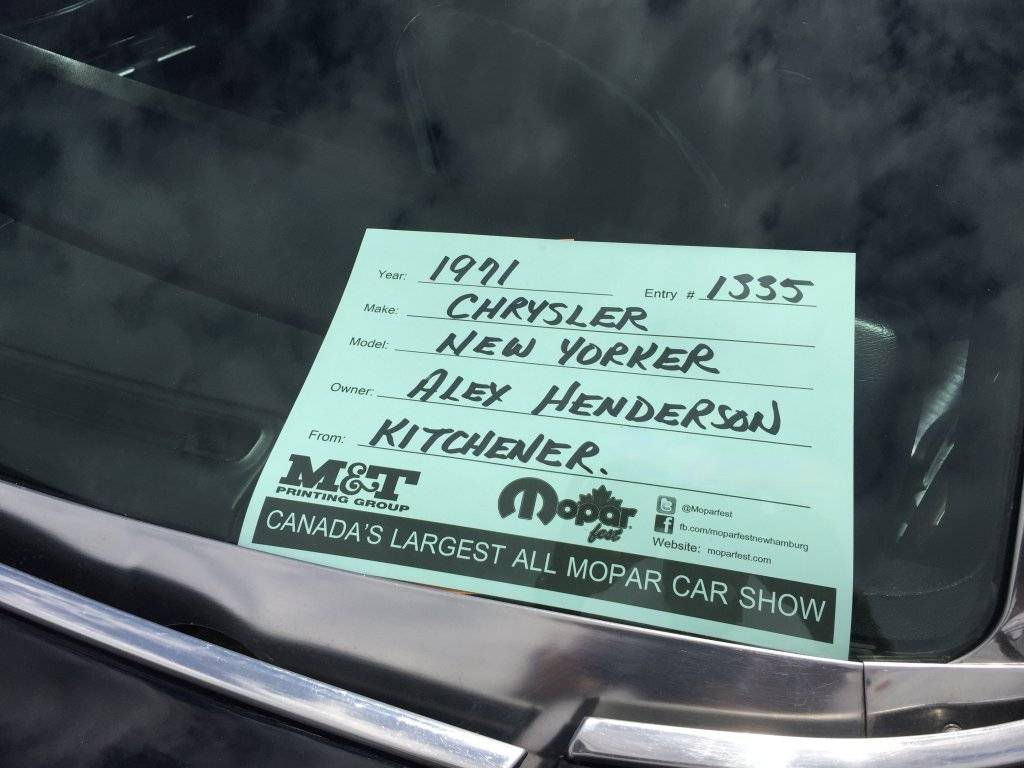 Year: 1971 Entry # 1335
Make: CHRYSLER
Model: NEW YORKER
Owner: ALEX HENDERSON
From: KITCHENER.
M&T
PRINTING GROUP
Mopar
fest
@Moparfest
fb.com/moparfestnewhamburg
Website: moparfest.com
CANADA'S LARGEST ALL MOPAR CAR SHOW